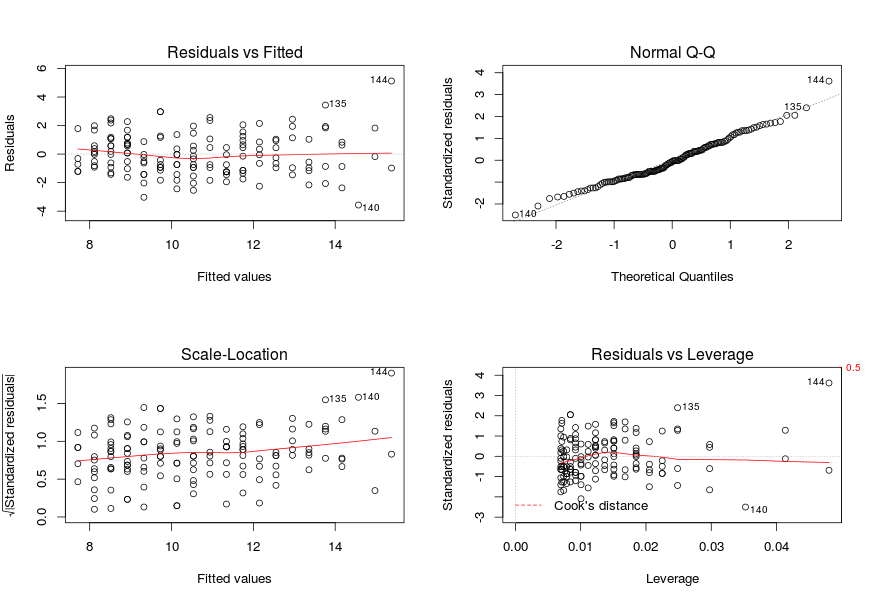 Residuals vs Fitted
Residuals
6
4
2
0
-2
-4
144
135
140
8 10 12 14
Fitted values
Normal Q-Q
Standardized residuals
4
3
2
1
0
-2
144
135
140
-2 -1 0 1 2
Theoretical Quantiles
Scale-Location
√|Standardized residuals|
1.5
1.0
0.5
0.0
144
135
140
8 10 12 14
Fitted values
Residuals vs Leverage
Standardized residuals
4
3
2
1
0
-1
-3
0.5
144
135
140
Cook's distance
0.00 0.01 0.02 0.03 0.04
Leverage